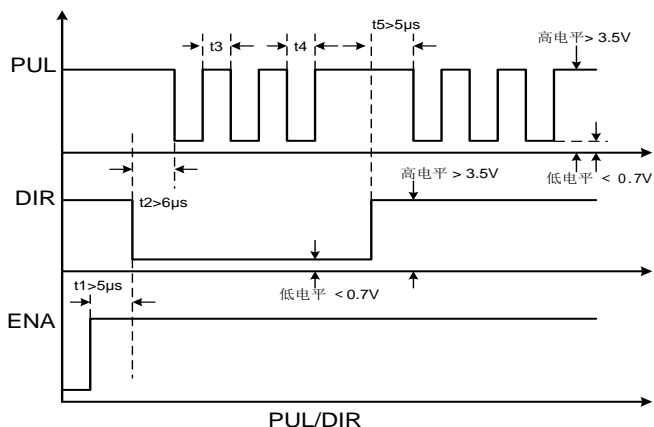 t3
t4
t5>5μs
高电平> 3.5V
PUL
低电平 < 0.7V
高电平> 3.5V
DIR
t2>6μs
低电平 < 0.7V
t1>5μs
ENA
PUL/DIR